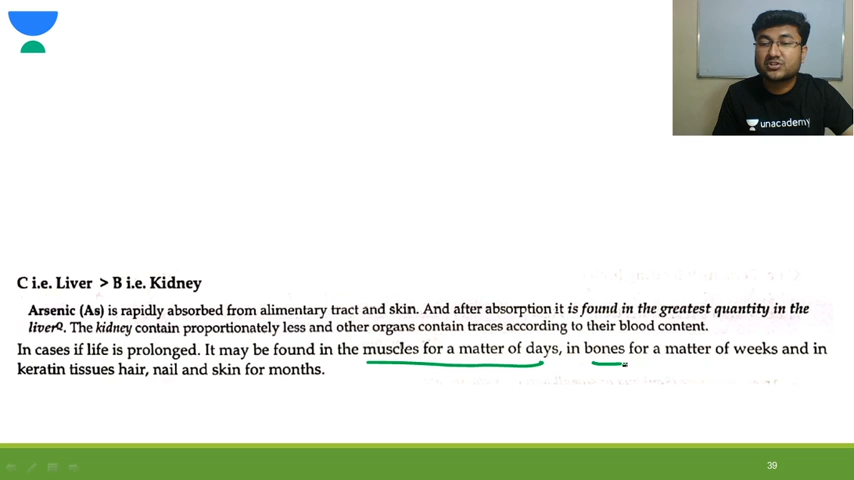 unacademy
C i.e. Liver > B i.e. Kidney
Arsenic (As) is rapidly absorbed from alimentary tract and skin. And after absorption it is found in the greatest quantity in the
liverQ. The kidney contain proportionately less and other organs contain traces according to their blood content.
In cases if life is prolonged. It may be found in the muscles for a matter of days, in bones for a matter of weeks and in
keratin tissues hair, nail and skin for months.
39